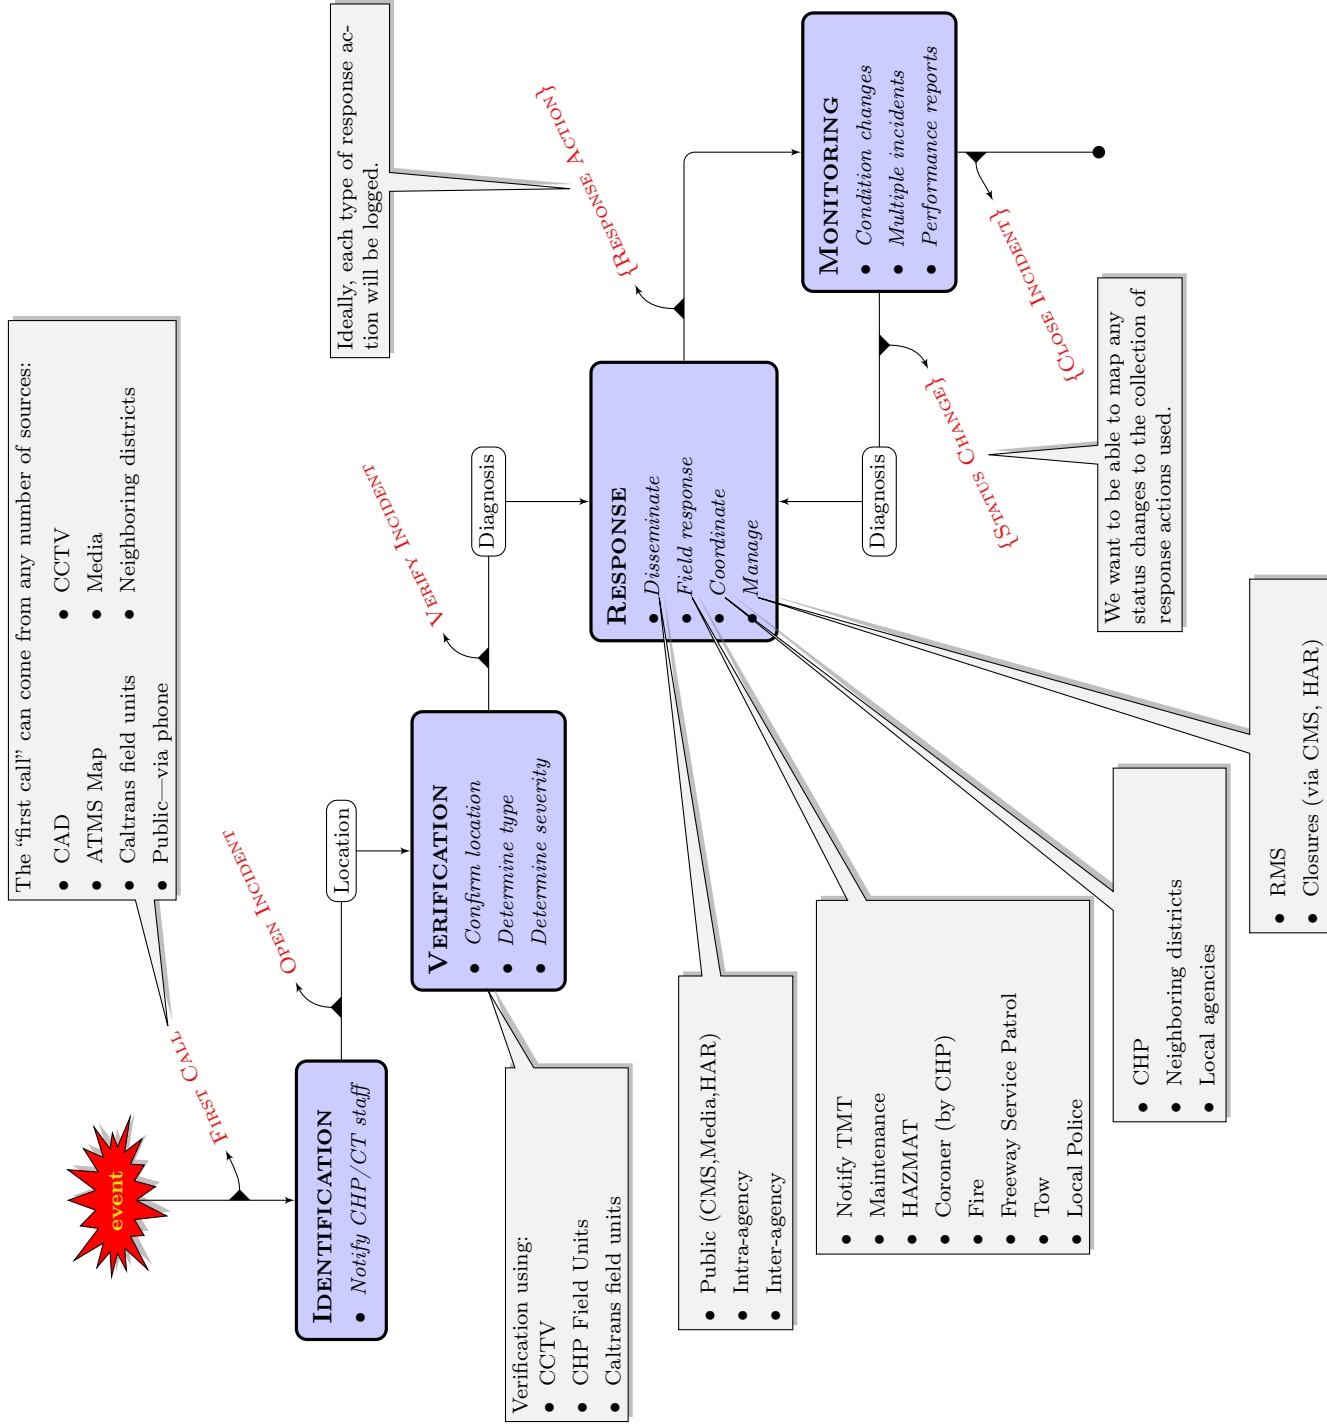 event
FIRST CALL
The “first call” can come from any number of sources:
• CAD
• ATMS Map
• Caltrans field units
• Public—via phone
• CCTV
• Media
• Neighboring districts
IDENTIFICATION
• Notify CHP/CT staff
OPEN INCIDENT
Location
VERIFICATION
• Confirm location
• Determine type
• Determine severity
Verification using:
• CCTV
• CHP Field Units
• Caltrans field units
VERIFY INCIDENT
Diagnosis
RESPONSE
• Disseminate
• Field response
• Coordinate
• Manage
• Public (CMS,Media,HAR)
• Intra-agency
• Inter-agency
• Notify TMT
• Maintenance
• HAZMAT
• Coroner (by CHP)
• Fire
• Freeway Service Patrol
• Tow
• Local Police
• CHP
• Neighboring districts
• Local agencies
• RMS
• Closures (via CMS, HAR)
{RESPONSE ACTION}
Ideally, each type of response ac-
tion will be logged.
MONITORING
• Condition changes
• Multiple incidents
• Performance reports
{STATUS CHANGE}
Diagnosis
We want to be able to map any
status changes to the collection of
response actions used.
{CLOSE INCIDENT}